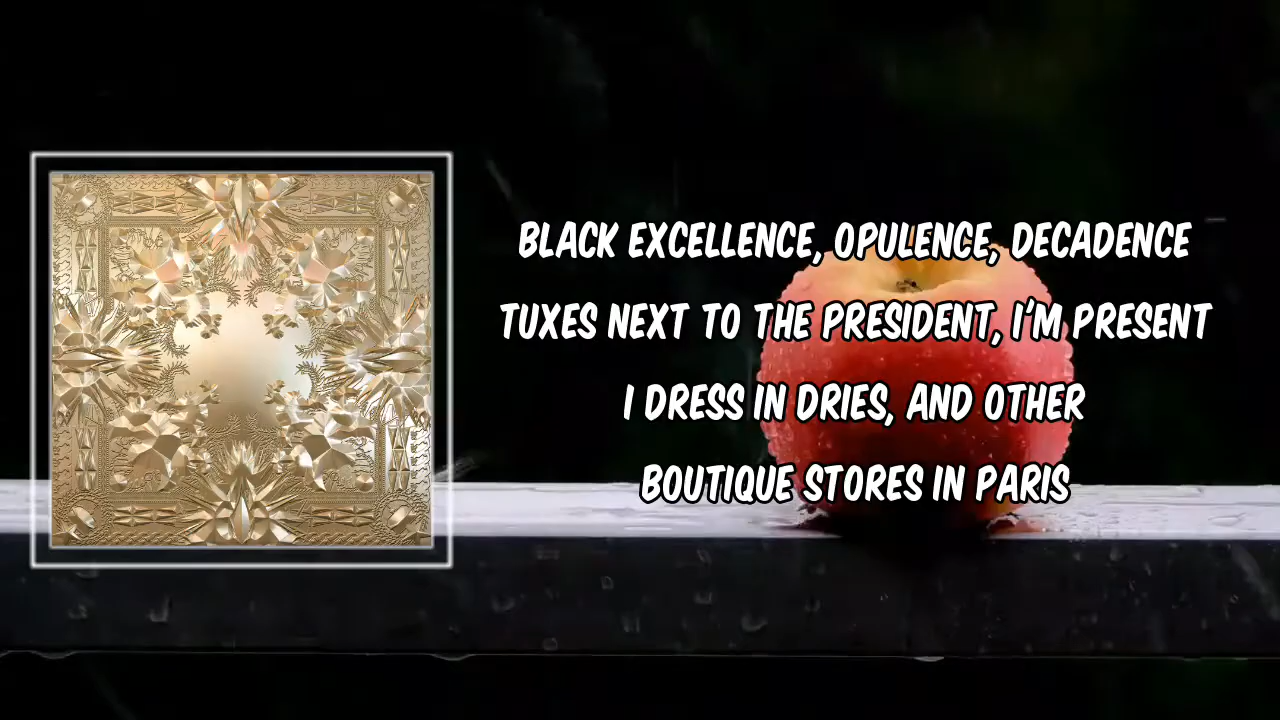 BLACK EXCELLENCE, OPULENCE, DECADENCE
TUXES NEXT TO THE PRESIDENT, I'M PRESENT
I DRESS IN DRIES, AND OTHER
BOUTIQUE STORES IN PARIS